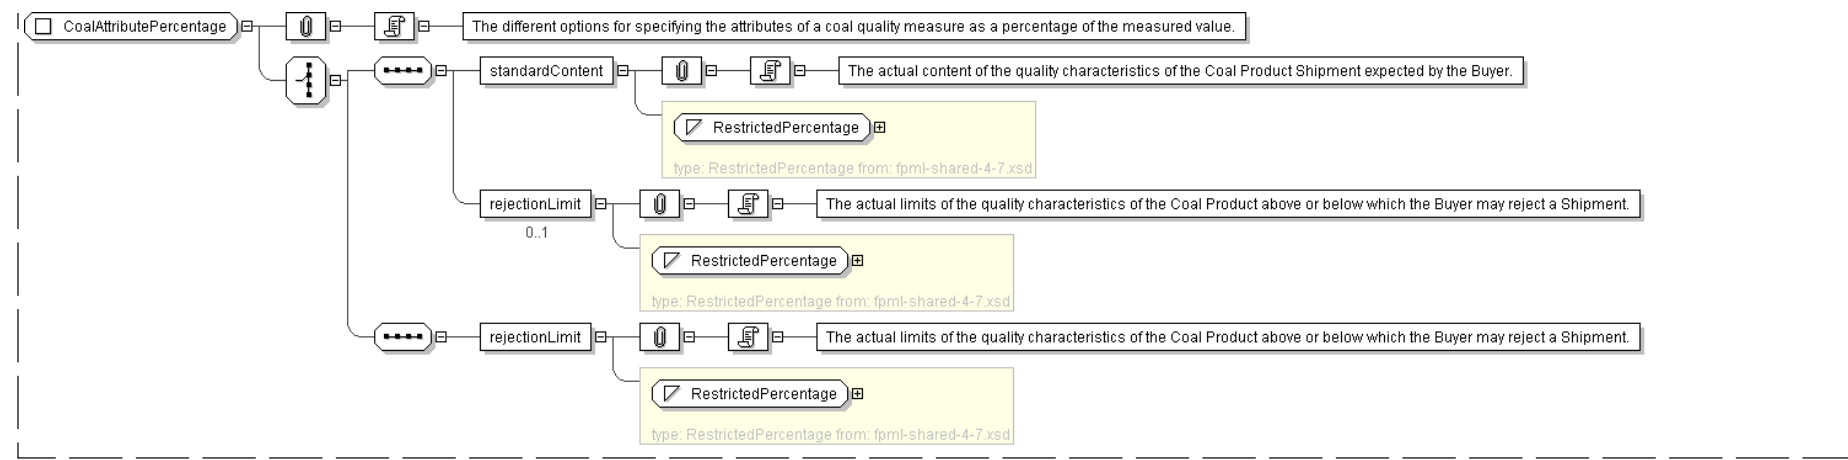 CoalAttributePercentage
The different options for specifying the attributes of a coal quality measure as a percentage of the measured value.
standardContent
The actual content of the quality characteristics of the Coal Product Shipment expected by the Buyer.
RestrictedPercentage
type: RestrictedPercentage from: fpml-shared-4-7.xsd
rejectionLimit
The actual limits of the quality characteristics of the Coal Product above or below which the Buyer may reject a Shipment.
0..1
RestrictedPercentage
type: RestrictedPercentage from: fpml-shared-4-7.xsd
rejectionLimit
The actual limits of the quality characteristics of the Coal Product above or below which the Buyer may reject a Shipment.
RestrictedPercentage
type: RestrictedPercentage from: fpml-shared-4-7.xsd